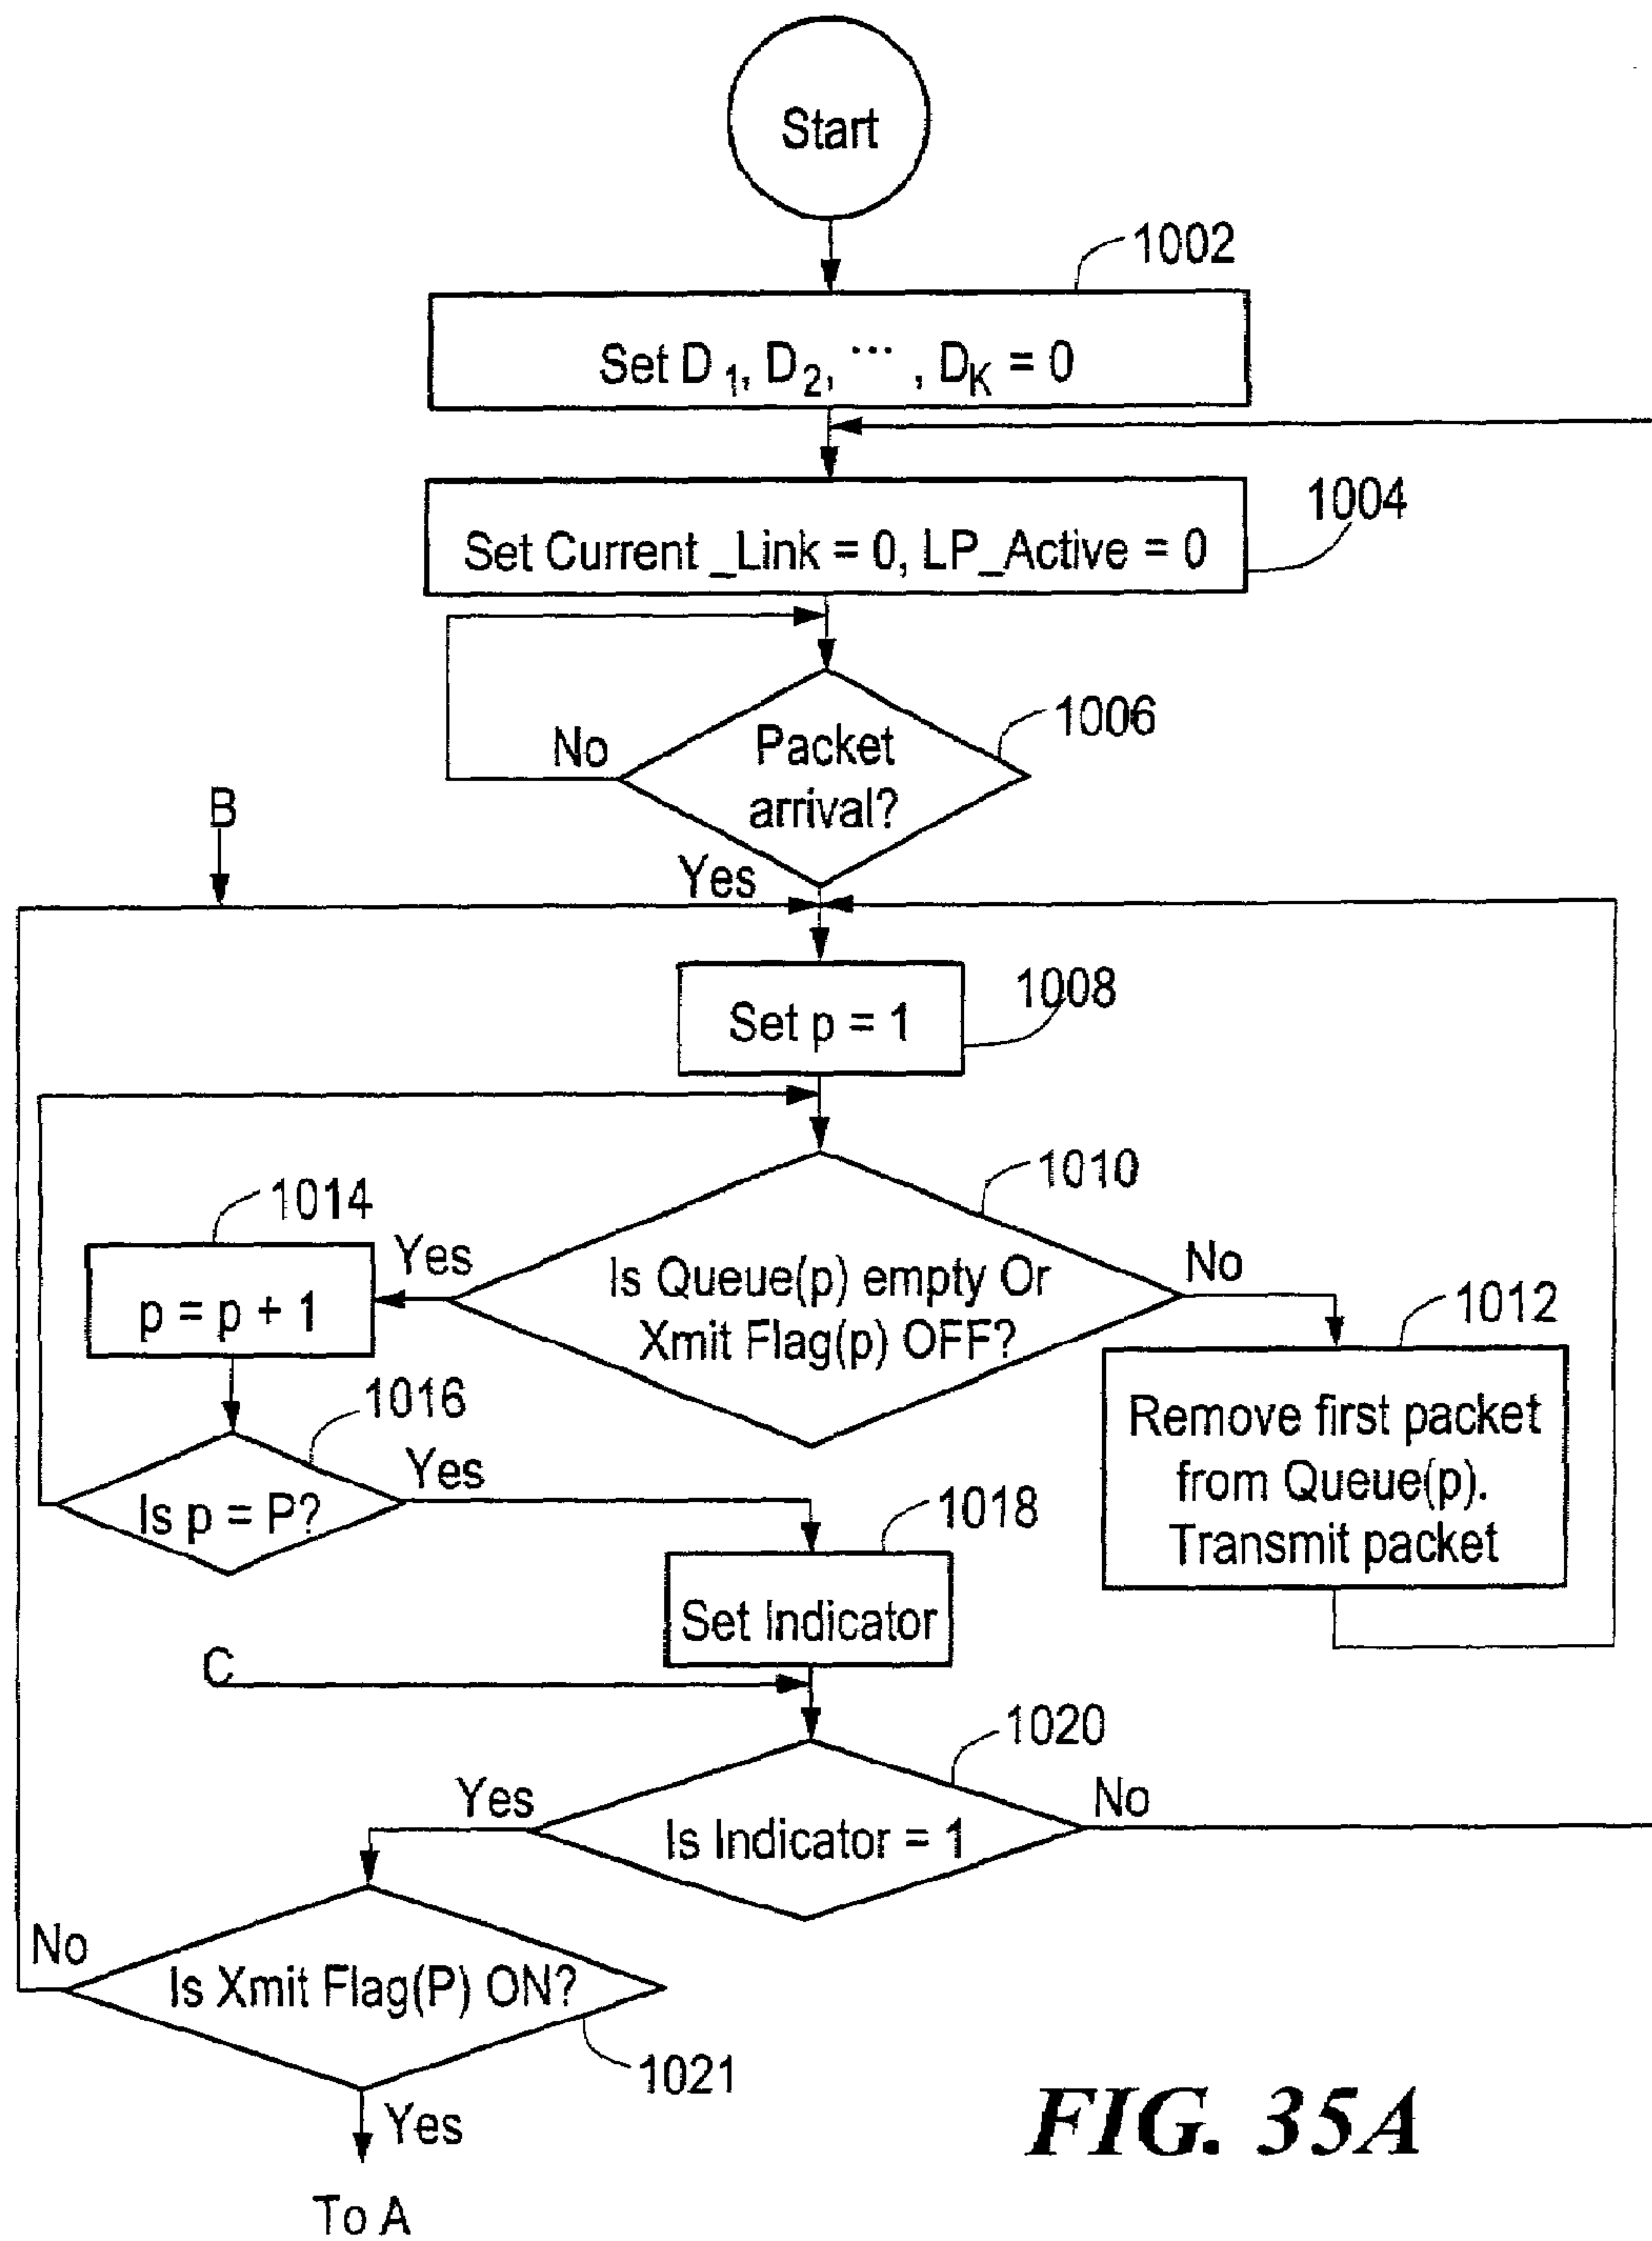 Start
1002
Set D1, D2, ... , DK = 0
1004
Set Current _Link = 0, LP_Active = 0
1006
No
Packet
arrival?
B
Yes
1008
Set p = 1
1010
1014
Yes
Is Queue(p) empty Or
Xmit Flag(p) OFF?
No
p = p + 1
1012
1016
Remove first packet
from Queue(p).
Transmit packet
Yes
Is p = P?
1018
Set Indicator
C
1020
Yes
Is Indicator = 1
No
No
Is Xmit Flag(P) ON?
1021
Yes
To A
FIG. 35A